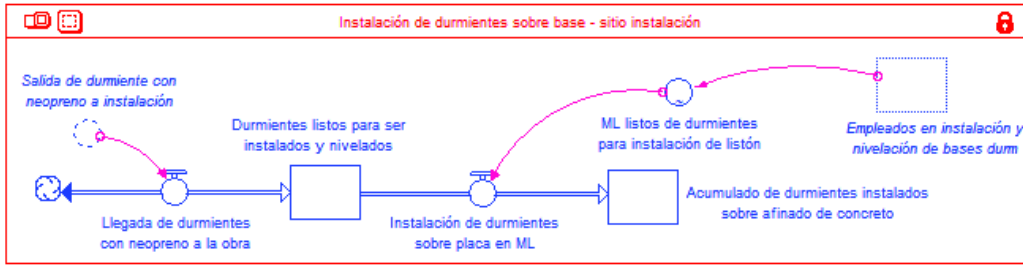 Instalación de durmientes sobre base - sitio instalación
Salida de durmiente con
neopreno a instalación
Durmientes listos para ser
instalados y nivelados
ML listos de durmientes
para instalación de listón
Empleados en instalación y
nivelación de bases durm
Llegada de durmientes
con neopreno a la obra
Instalación de durmientes
sobre placa en ML
Acumulado de durmientes instalados
sobre afinado de concreto